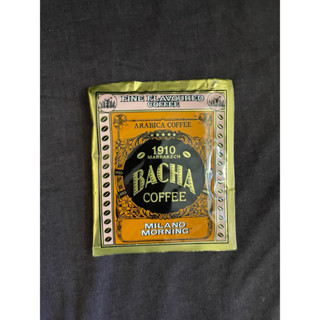 FINE FLAVOURED
COFFEE
ARABICA COFFEE
1910
MARRAKECH
BACHA
COFFEE
MILANO
MORNING